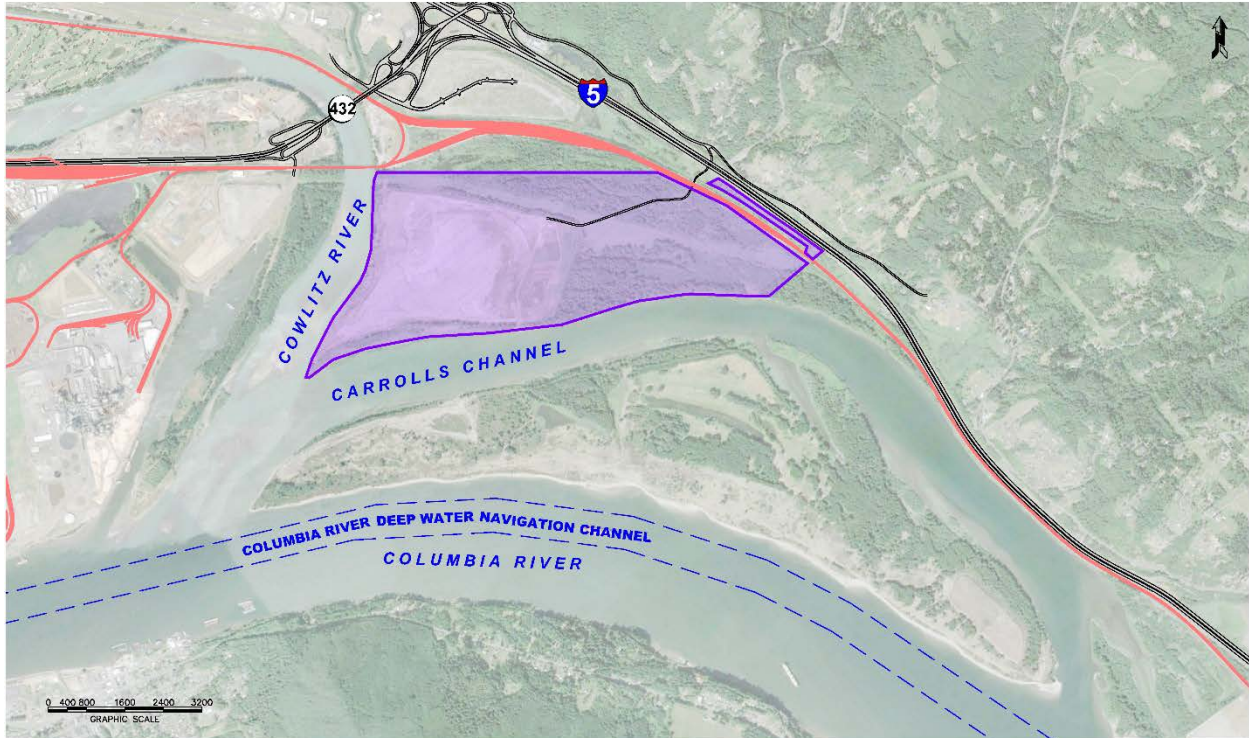 N
5
432
COWLITZ RIVER
CARROLLS CHANNEL
COLUMBIA RIVER DEEP WATER NAVIGATION CHANNEL
COLUMBIA RIVER
0 400 800 1600 2400 3200
GRAPHIC SCALE